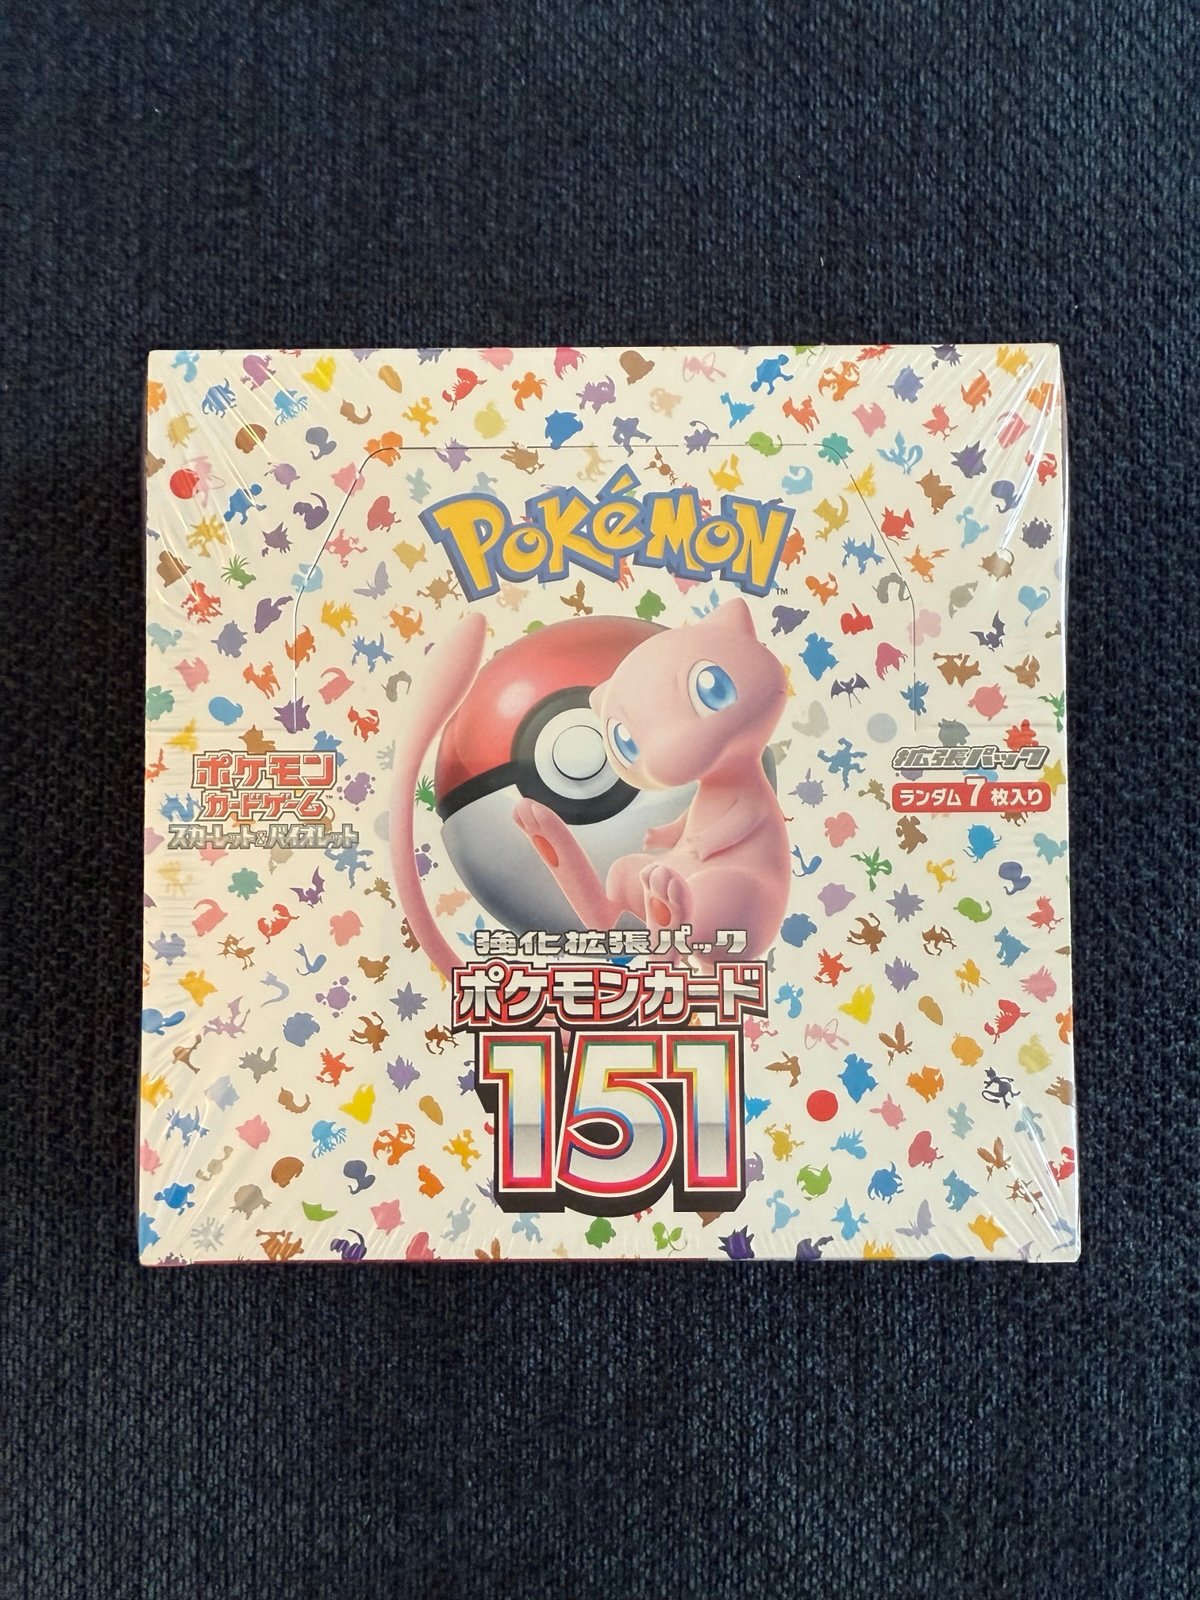 POKéMON
TM
ポケモン
カードゲーム
スカーレット&バイオレット
拡張パック
ランダム7枚入り
強化拡張パック
ポケモンカード
151